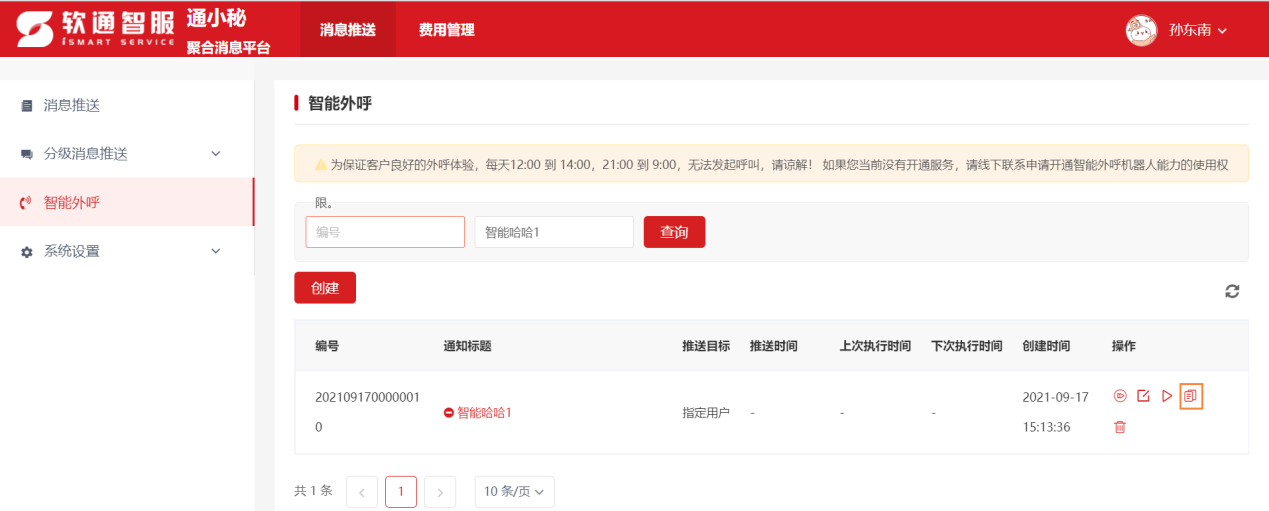 软通智服 通小秘
iSMART SERVICE 聚合消息平台
消息推送 费用管理 孙东南
消息推送
分级消息推送
智能外呼
系统设置
智能外呼
为保证客户良好的外呼体验，每天12:00 到 14:00，21:00 到 9:00，无法发起呼叫，请谅解！ 如果您当前没有开通服务，请线下联系申请开通智能外呼机器人能力的使用权
限。
编号 智能哈哈1 查询
创建
编号 通知标题 推送目标 推送时间 上次执行时间 下次执行时间 创建时间 操作
202109170000001 2021-09-17
智能哈哈1 指定用户 - - -
0 15:13:36
共 1 条 1 10 条/页